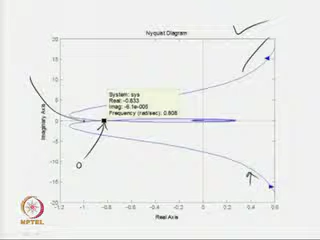 Nyquist Diagram
System: sys
Real: -0.833
Imag: -6.1e-005
Frequency (rad/sec): 0.808
Imaginary Axis
20
15
10
5
0
-5
-10
-15
-20
-1.2
-1
-0.8
-0.6
-0.4
-0.2
0
0.2
0.4
0.6
Real Axis
0
NPTEL